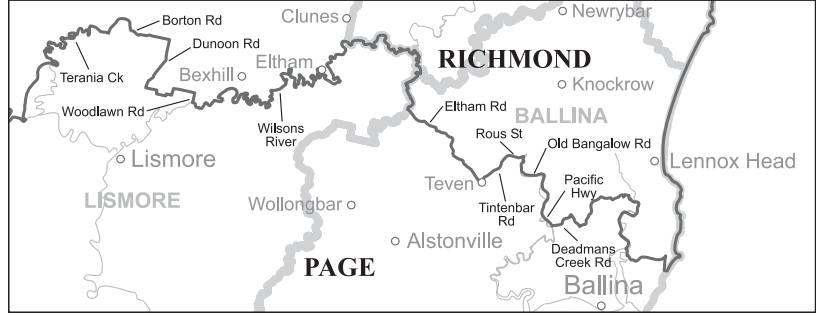 Borton Rd
Clunes
Newrybar
Dunoon Rd
Terania Ck
Bexhill
Eltham
RICHMOND
Knockrow
Woodlawn Rd
Eltham Rd
BALLINA
Wilsons
River
Rous St
Old Bangalow Rd
Lismore
Lennox Head
Teven
Pacific
Hwy
LISMORE
Wollongbar
Tintenbar
Rd
Alstonville
Deadmans
Creek Rd
PAGE
Ballina